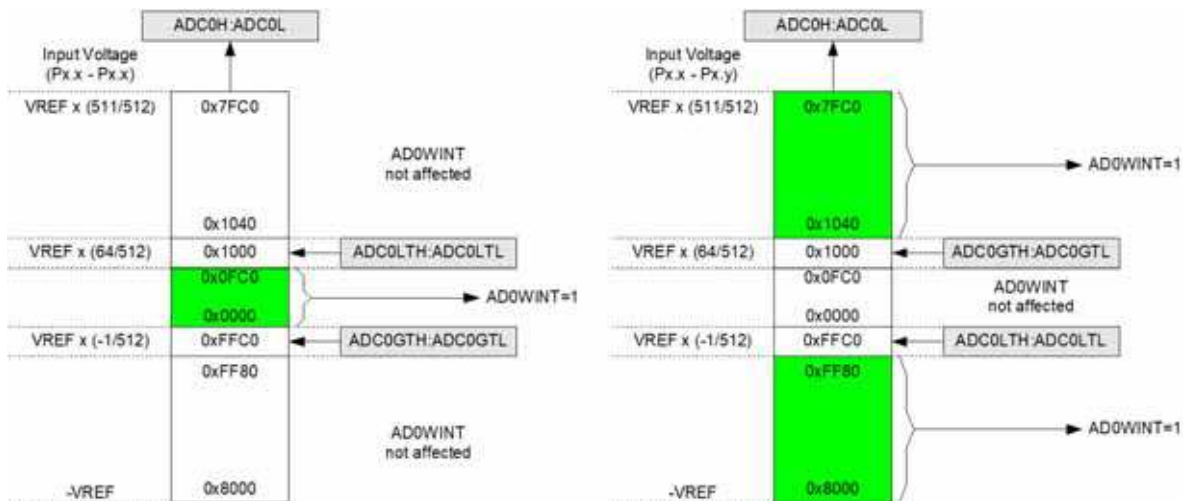 ADC0H:ADC0L
Input Voltage
(Px.x - Px.x)
VREF x (511/512)
0x7FC0
AD0WINT
not affected
0x1040
VREF x (64/512)
0x1000
ADC0LTH:ADC0LTL
0x0FC0
AD0WINT=1
0x0000
VREF x (-1/512)
0xFFC0
ADC0GTH:ADC0GTL
0xFF80
AD0WINT
not affected
-VREF
0x8000
ADC0H:ADC0L
Input Voltage
(Px.x - Px.y)
VREF x (511/512)
0x7FC0
AD0WINT=1
0x1040
VREF x (64/512)
0x1000
ADC0GTH:ADC0GTL
0x0FC0
AD0WINT
not affected
0x0000
VREF x (-1/512)
0xFFC0
ADC0LTH:ADC0LTL
0xFF80
AD0WINT=1
-VREF
0x8000